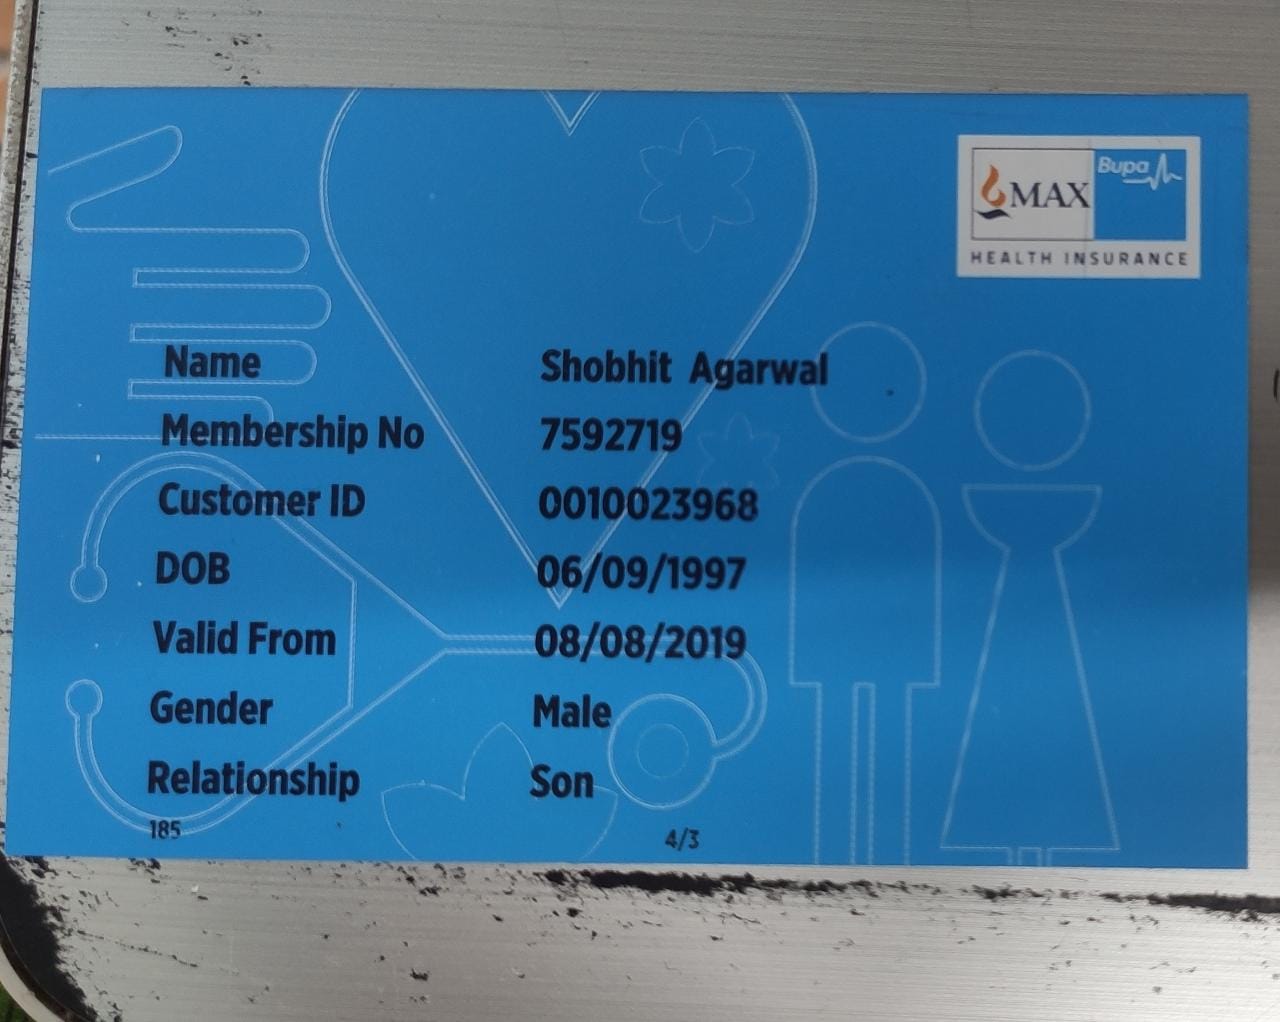 Bupa
MAX
HEALTH INSURANCE
Name Shobhit Agarwal
Membership No 7592719
Customer ID 0010023968
DOB 06/09/1997
Valid From 08/08/2019
Gender Male
Relationship Son
185 4/3